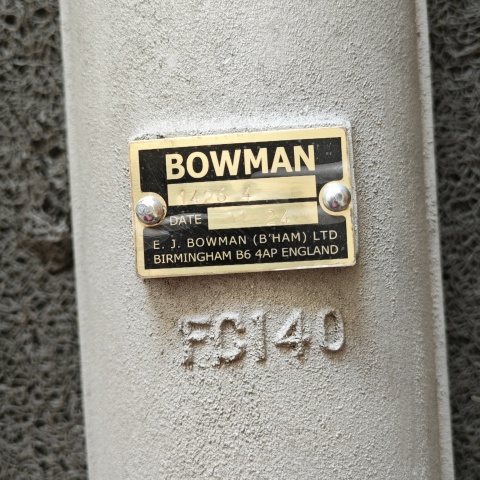 BOWMAN
DATE
E. J. BOWMAN (B'HAM) LTD
BIRMINGHAM B6 4AP ENGLAND
FC140